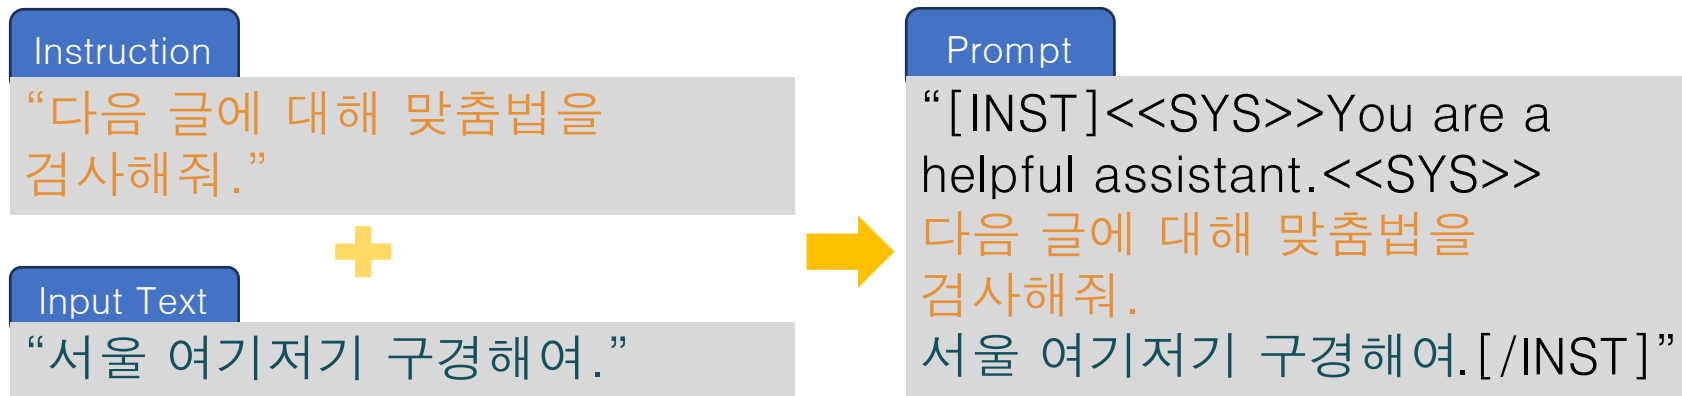 Instruction
“다음 글에 대해 맞춤법을
검사해줘.”
Input Text
“서울 여기저기 구경해여.”
Prompt
“[INST]<<SYS>>You are a
helpful assistant.<<SYS>>
다음 글에 대해 맞춤법을
검사해줘.
서울 여기저기 구경해여.[/INST]”